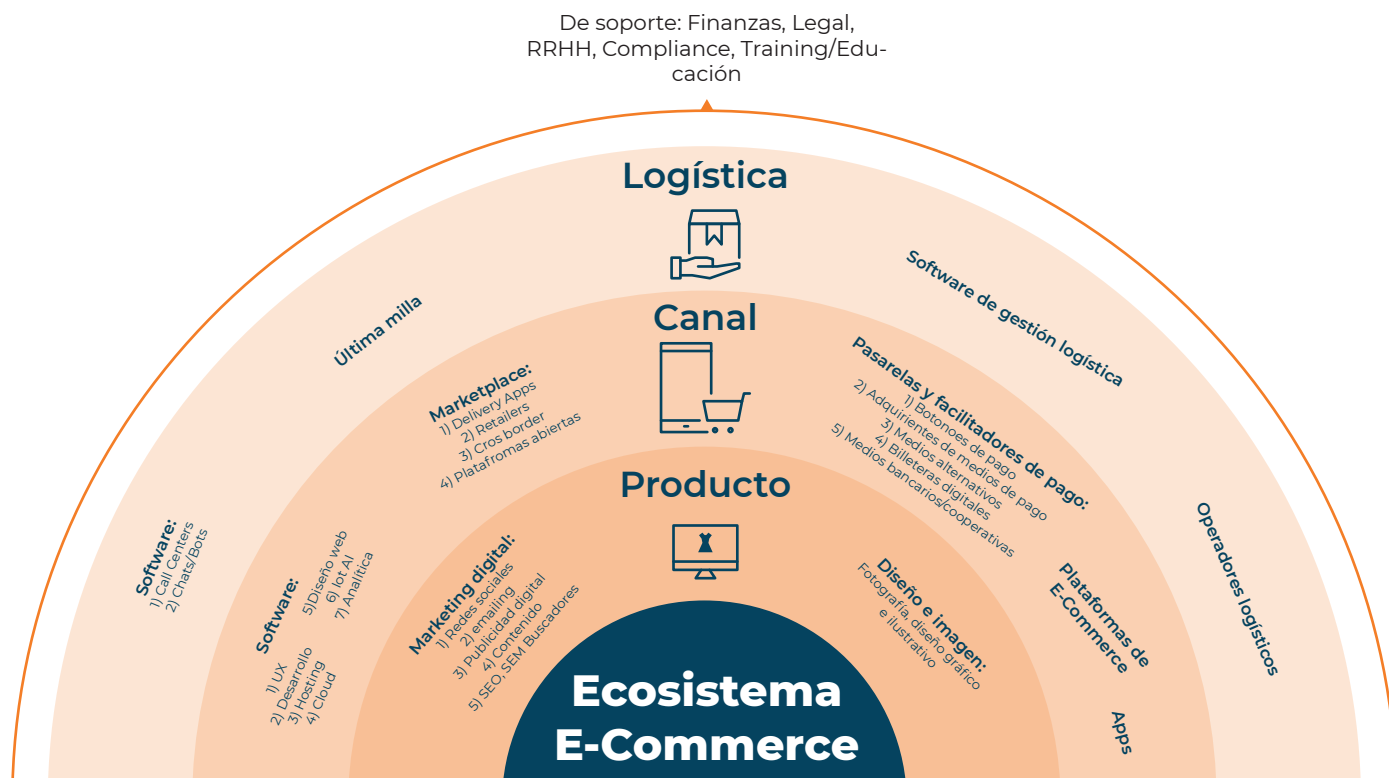 De soporte: Finanzas, Legal,
RRHH, Compliance, Training/Edu-
cación
Logística
Última milla
Software de gestión logística
Software:
1) Call Centers
2) Chats/Bots
Operadores logísticos
Canal
Marketplace:
1) Delivery Apps
2) Retailers
3) Cros border
4) Platafromas abiertas
Pasarelas y facilitadores de pago:
1) Botonoes de pago
2) Adquirientes de medios de pago
3) Medios alternativos
4) Billeteras digitales
5) Medios bancarios/cooperativas
Software:
1) UX
2) Desarrollo
3) Hosting
4) Cloud
5)Diseño web
6) Iot AI
7) Analítica
Plataformas de
E-Commerce
Apps
Producto
Marketing digital:
1) Redes sociales
2) emailing
3) Publicidad digital
4) Contenido
5) SEO, SEM Buscadores
Diseño e imagen:
Fotografía, diseño gráfico
e ilustrativo
Ecosistema
E-Commerce